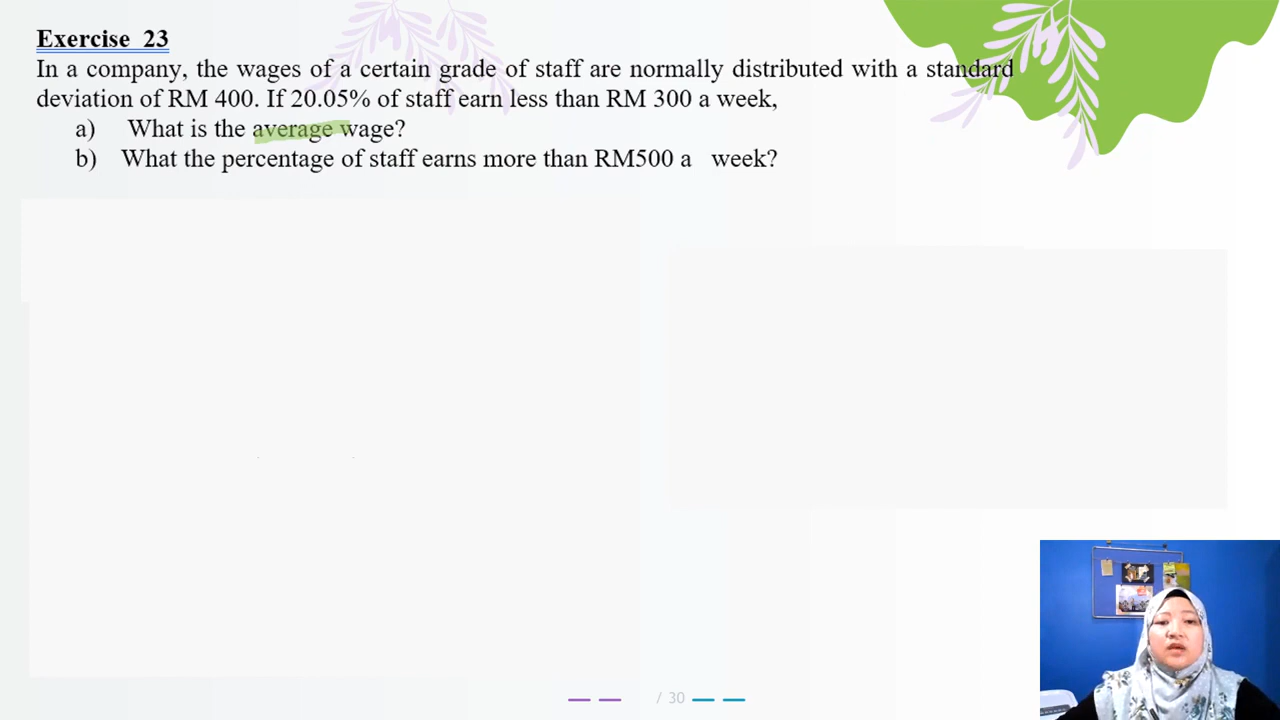 Exercise 23
In a company, the wages of a certain grade of staff are normally distributed with a standard
deviation of RM 400. If 20.05% of staff earn less than RM 300 a week,
a) What is the average wage?
b) What the percentage of staff earns more than RM500 a week?
/ 30